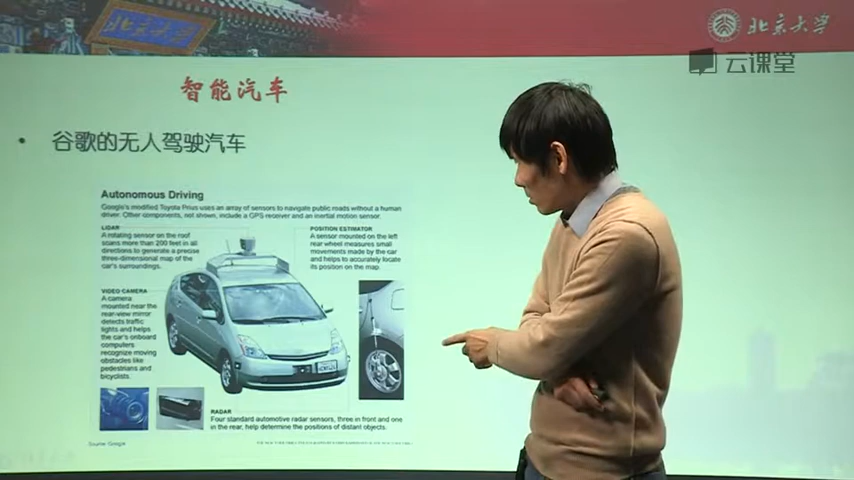 北京大学
北京大学
云课堂
智能汽车
• 谷歌的无人驾驶汽车
Autonomous Driving
Google's modified Toyota Prius uses an array of sensors to navigate public roads without a human
driver. Other components, not shown, include a GPS receiver and an inertial motion sensor.
LIDAR
A rotating sensor on the roof
scans more than 200 feet in all
directions to generate a precise
three-dimensional map of the
car's surroundings.
POSITION ESTIMATOR
A sensor mounted on the left
rear wheel measures small
movements made by the car
and helps to accurately locate
its position on the map.
VIDEO CAMERA
A camera
mounted near the
rear-view mirror
detects traffic
lights and helps
the car's onboard
computers
recognize moving
obstacles like
pedestrians and
bicyclists.
RADAR
Four standard automotive radar sensors, three in front and one
in the rear, help determine the positions of distant objects.
Source: Google